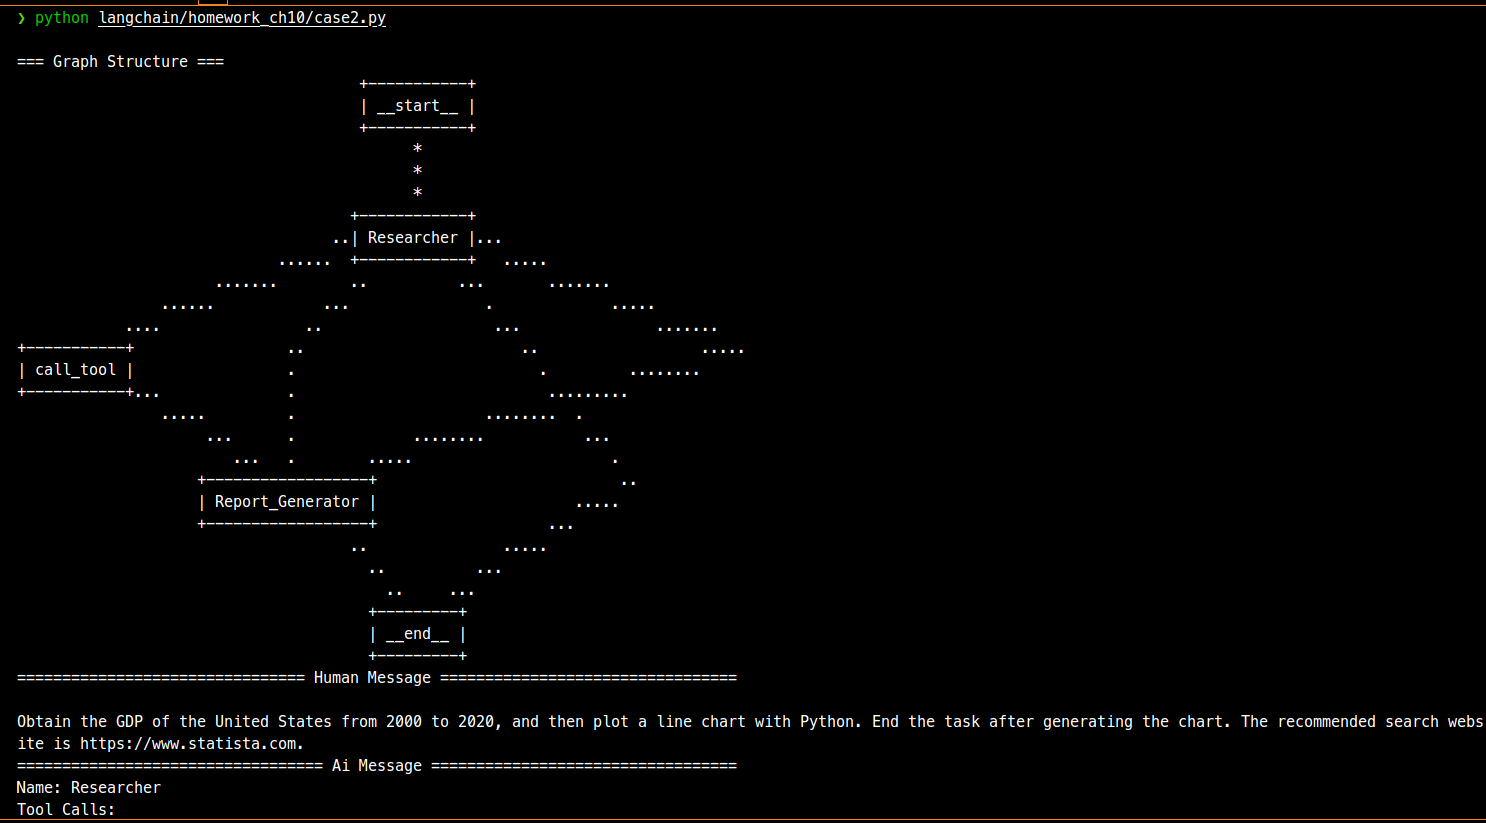 ❯ python langchain/homework_ch10/case2.py
=== Graph Structure ===
| __start__ |
| Researcher |
| call_tool |
| Report_Generator |
| __end__ |
================================ Human Message =================================
Obtain the GDP of the United States from 2000 to 2020, and then plot a line chart with Python. End the task after generating the chart. The recommended search webs
ite is https://www.statista.com.
================================== Ai Message ==================================
Name: Researcher
Tool Calls: